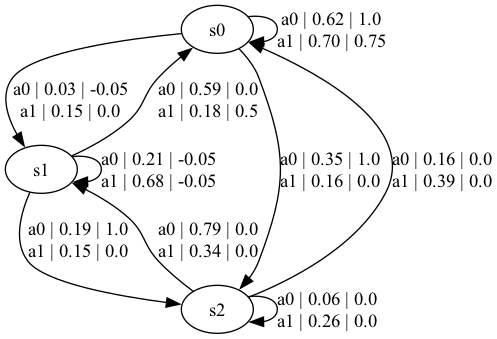 s0
a0 | 0.62 | 1.0
a1 | 0.70 | 0.75
a0 | 0.03 | -0.05
a1 | 0.15 | 0.0
a0 | 0.59 | 0.0
a1 | 0.18 | 0.5
s1
a0 | 0.21 | -0.05
a1 | 0.68 | -0.05
a0 | 0.35 | 1.0
a1 | 0.16 | 0.0
a0 | 0.16 | 0.0
a1 | 0.39 | 0.0
a0 | 0.19 | 1.0
a1 | 0.15 | 0.0
a0 | 0.79 | 0.0
a1 | 0.34 | 0.0
s2
a0 | 0.06 | 0.0
a1 | 0.26 | 0.0